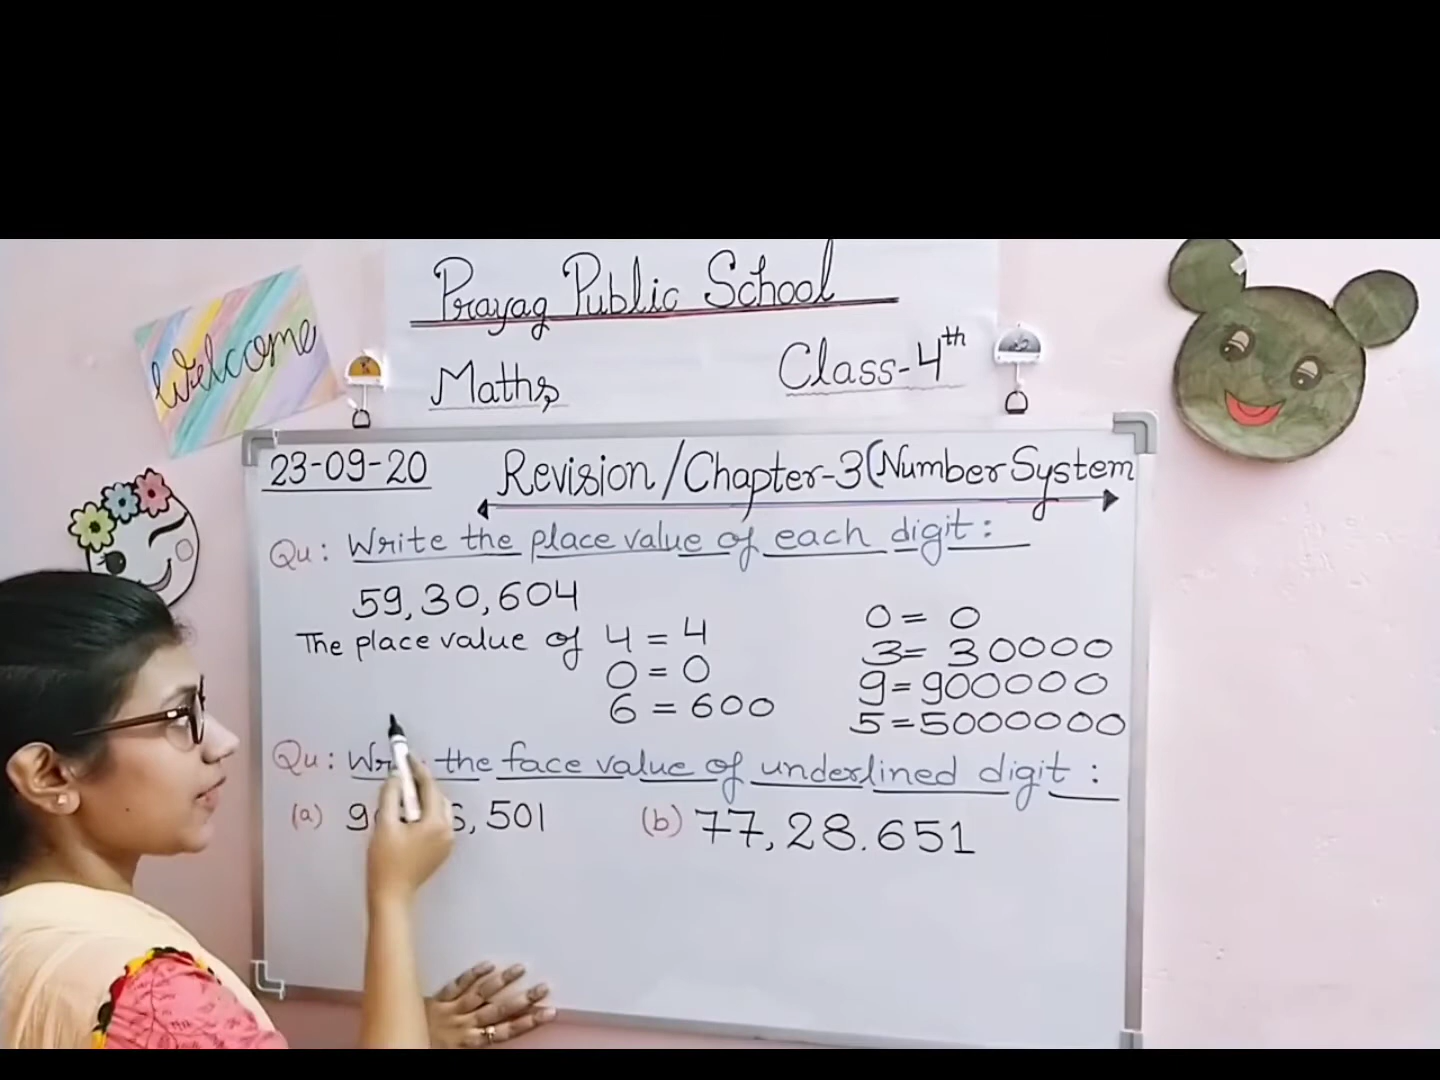 Prayag Public School
Welcome
Maths, Class-4th
23-09-20 Revision/Chapter-3(Number System
Qu: Write the place value of each digit:
59,30,604
The place value of 4 = 4
0 = 0
6 = 600
0 = 0
3 = 30000
9 = 900000
5 = 5000000
Qu: the face value of underlined digit:
(a) 501 (b) 77,28.651